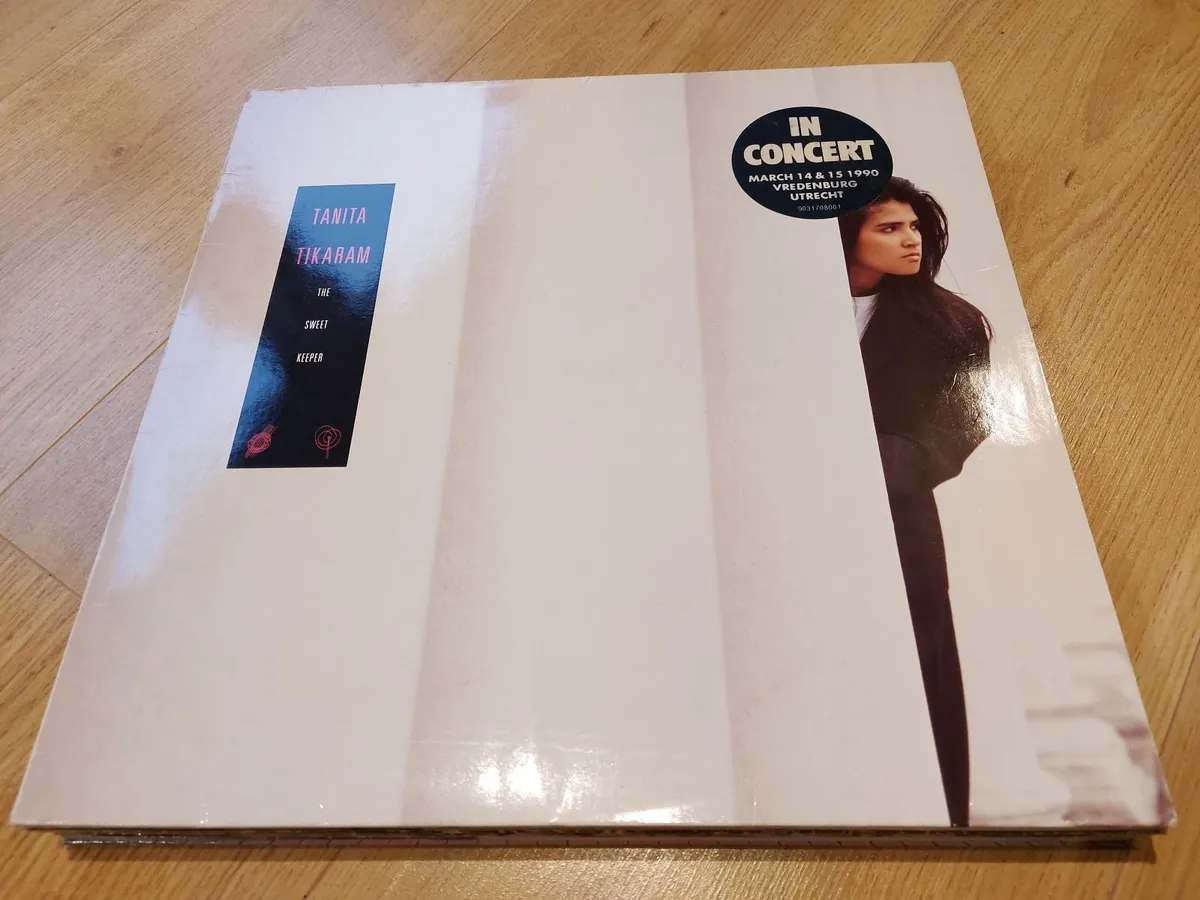 TANITA
TIKARAM
THE
SWEET
KEEPER
IN
CONCERT
MARCH 14 & 15 1990
VREDENBURG
UTRECHT
9031708001